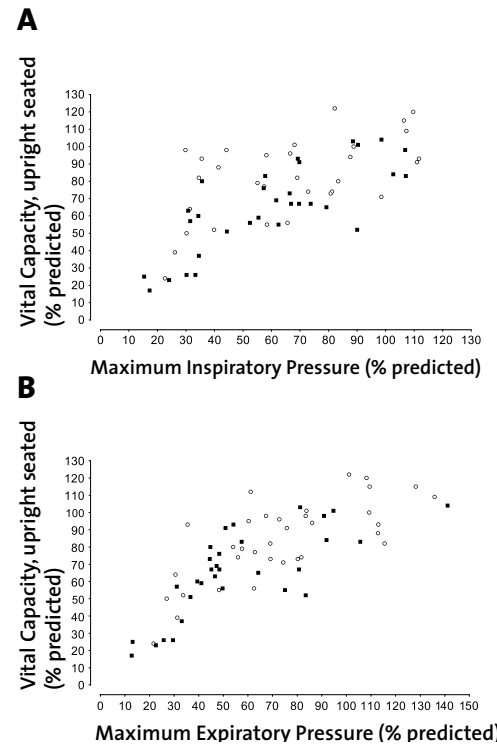 A
Vital Capacity, upright seated
(% predicted)
130
120
110
100
90
80
70
60
50
40
30
20
10
0
0 10 20 30 40 50 60 70 80 90 100 110 120 130
Maximum Inspiratory Pressure (% predicted)
B
Vital Capacity, upright seated
(% predicted)
130
120
110
100
90
80
70
60
50
40
30
20
10
0
0 10 20 30 40 50 60 70 80 90 100 110 120 130 140 150
Maximum Expiratory Pressure (% predicted)